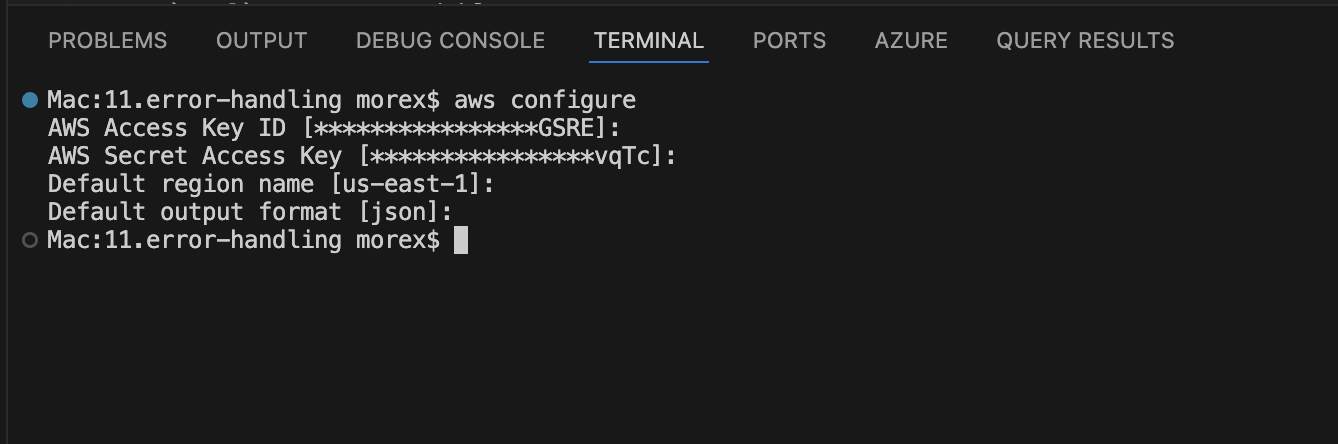 PROBLEMS OUTPUT DEBUG CONSOLE TERMINAL PORTS AZURE QUERY RESULTS
Mac:11.error-handling morex$ aws configure
AWS Access Key ID [****************GSRE]:
AWS Secret Access Key [****************vqTc]:
Default region name [us-east-1]:
Default output format [json]:
Mac:11.error-handling morex$